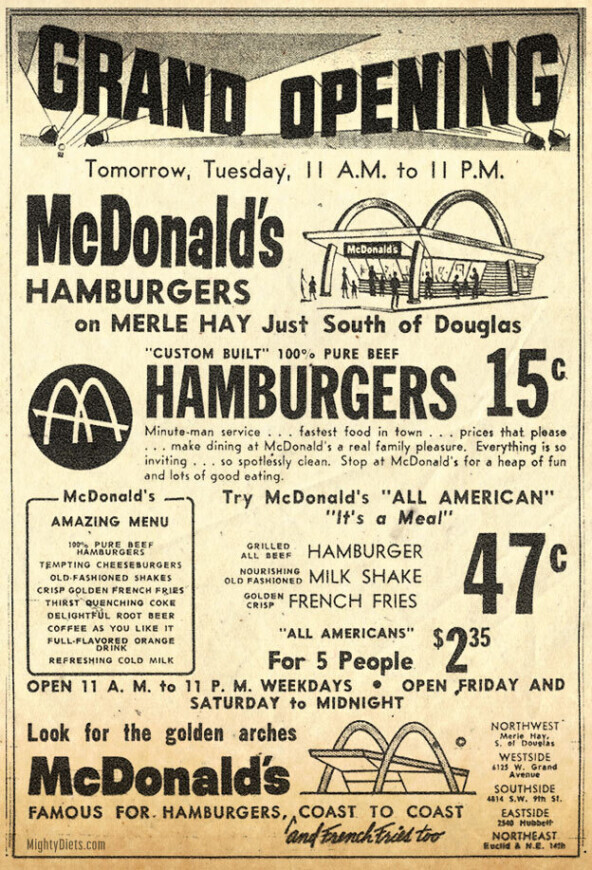 GRAND OPENING
Tomorrow, Tuesday, 11 A.M. to 11 P.M.
McDonald's
HAMBURGERS
McDonald's
on MERLE HAY Just South of Douglas
"CUSTOM BUILT" 100% PURE BEEF
HAMBURGERS 15c
Minute-man service . . . fastest food in town . . . prices that please
. . . make dining at McDonald's a real family pleasure. Everything is so
inviting . . . so spotlessly clean. Stop at McDonald's for a heap of fun
and lots of good eating.
McDonald's
AMAZING MENU
100% PURE BEEF
HAMBURGERS
TEMPTING CHEESEBURGERS
OLD-FASHIONED SHAKES
CRISP GOLDEN FRENCH FRIES
THIRST QUENCHING COKE
DELIGHTFUL ROOT BEER
COFFEE AS YOU LIKE IT
FULL-FLAVORED ORANGE
DRINK
REFRESHING COLD MILK
Try McDonald's "ALL AMERICAN"
"It's a Meal"
GRILLED
ALL BEEF HAMBURGER
NOURISHING
OLD FASHIONED MILK SHAKE
GOLDEN
CRISP FRENCH FRIES
47c
"ALL AMERICANS"
For 5 People $2.35
OPEN 11 A. M. to 11 P. M. WEEKDAYS • OPEN FRIDAY AND
SATURDAY to MIDNIGHT
Look for the golden arches
McDonald's
©
FAMOUS FOR HAMBURGERS, COAST TO COAST
and French Fries too
NORTHWEST
Merle Hay,
S. of Douglas
WESTSIDE
6125 W. Grand
Avenue
SOUTHSIDE
4814 S.W. 9th St.
EASTSIDE
2540 Hubbell
NORTHEAST
Euclid & N.E. 14th
MightyDiets.com